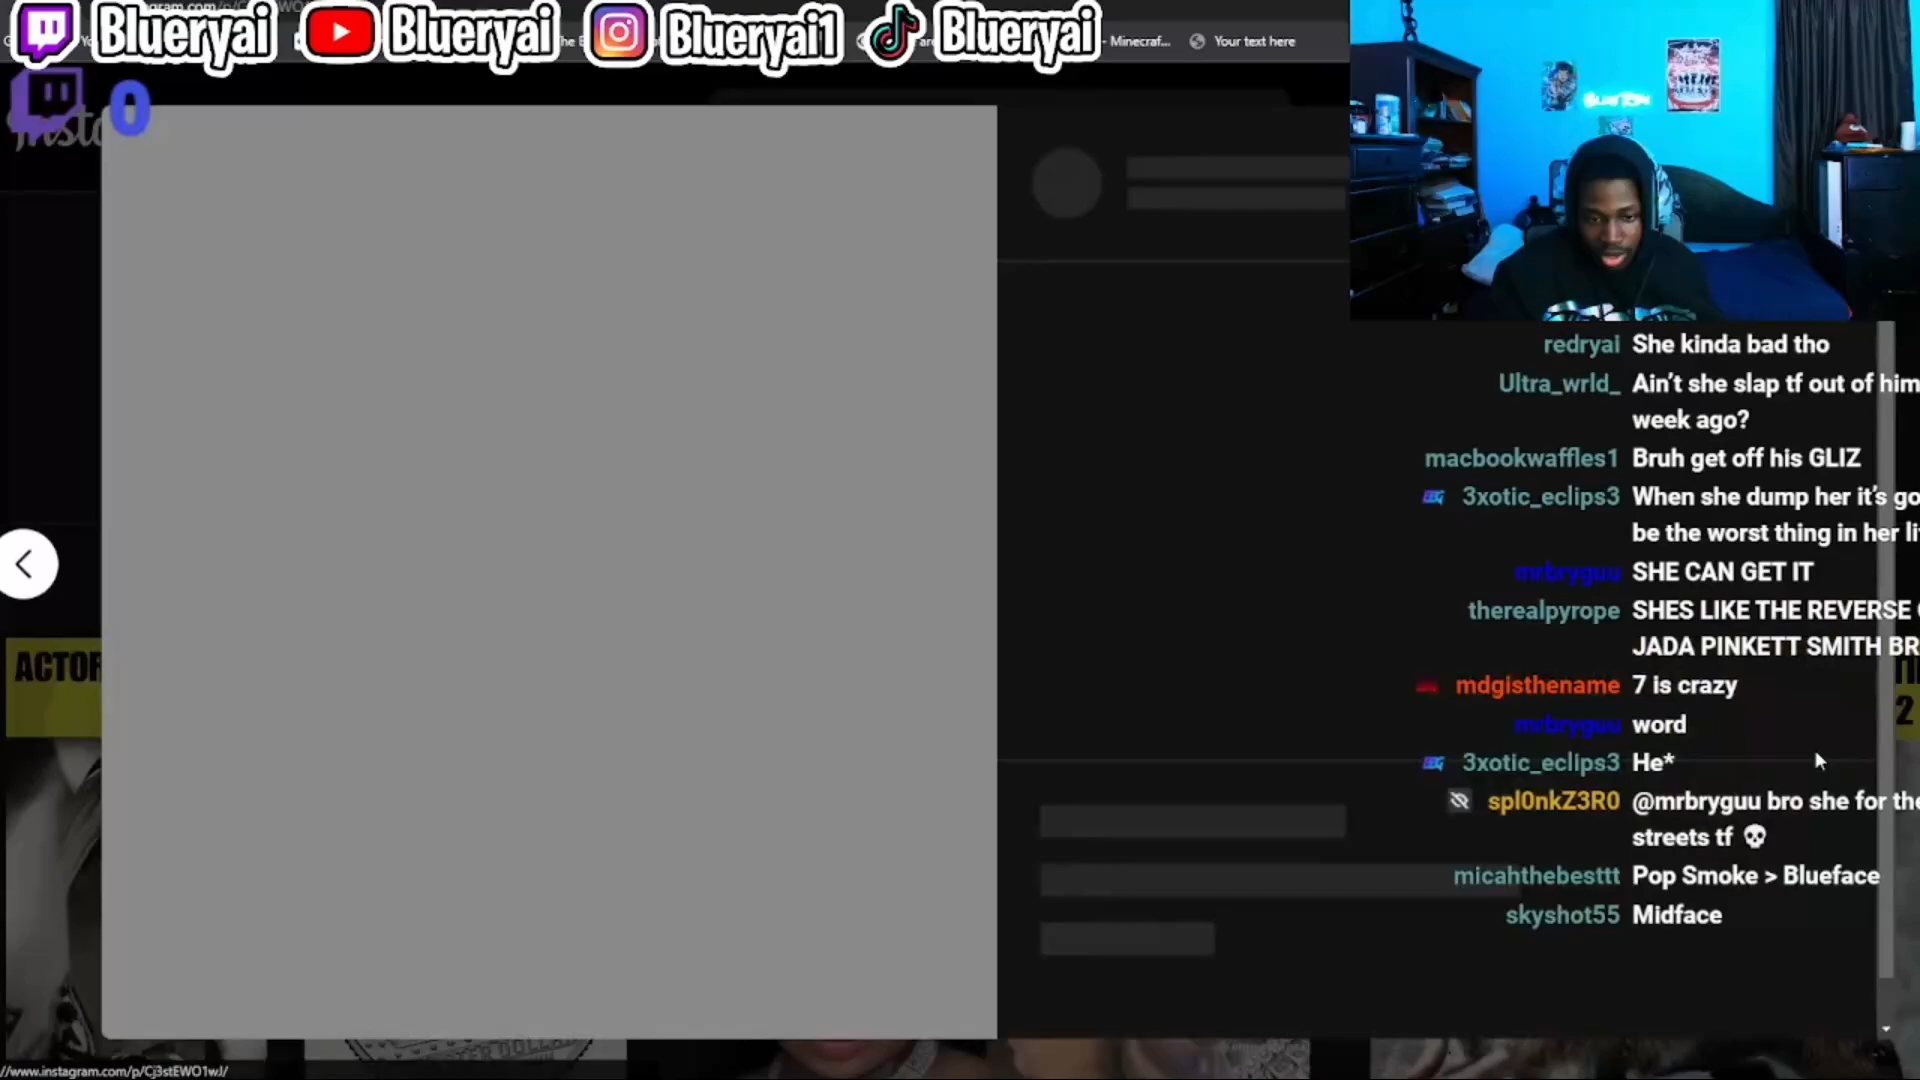 Blueryai Blueryai Blueryai1 Blueryai
- Minecraf... Your text here
0
Insta
ACTOR
redryai She kinda bad tho
Ultra_wrld_ Ain't she slap tf out of him
week ago?
macbookwaffles1 Bruh get off his GLIZ
3xotic_eclips3 When she dump her it's go
be the worst thing in her li
mrbryguu SHE CAN GET IT
therealpyrope SHES LIKE THE REVERSE
JADA PINKETT SMITH BR
mdgisthename 7 is crazy
mrbryguu word
3xotic_eclips3 He*
spl0nkZ3R0 @mrbryguu bro she for the
streets tf 💀
micahthebesttt Pop Smoke > Blueface
skyshot55 Midface
2
//www.instagram.com/p/Cj3stEWO1wJ/